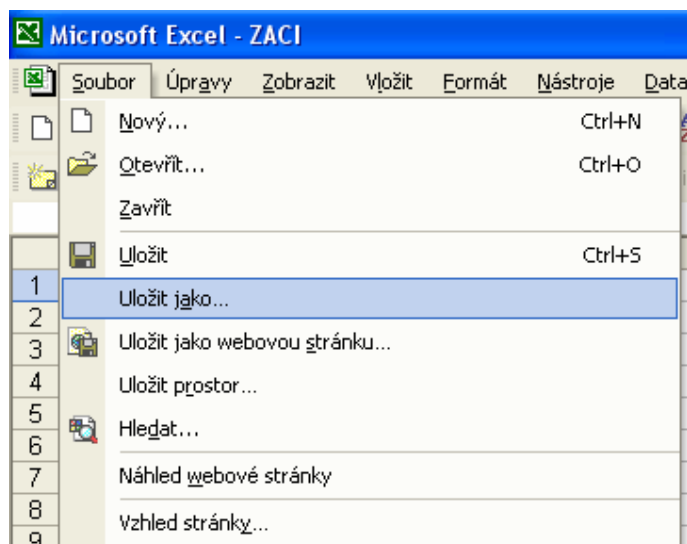 Microsoft Excel - ZACI
Soubor Úpravy Zobrazit Vložit Formát Nástroje Data
Nový... Ctrl+N
Otevřít... Ctrl+O
Zavřít
Uložit Ctrl+S
1 Uložit jako...
2
3 Uložit jako webovou stránku...
4 Uložit prostor...
5
Hledat...
6
7 Náhled webové stránky
8
Vzhled stránky...
9